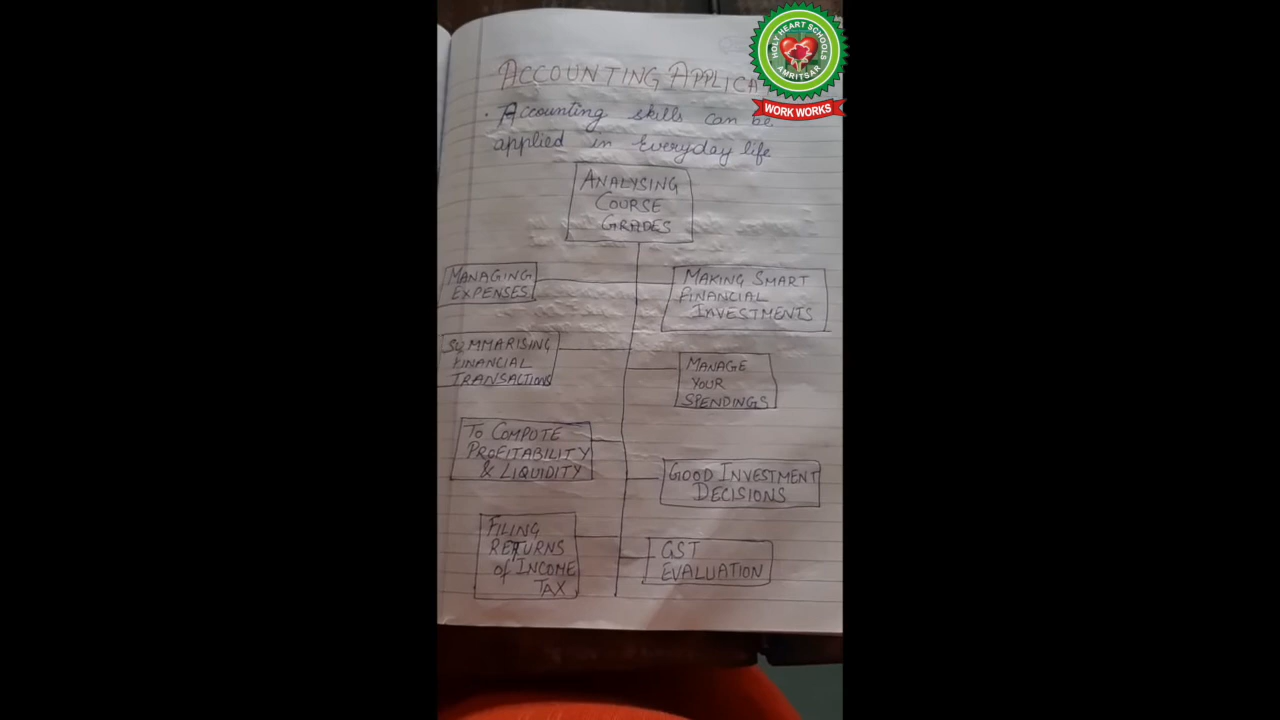 HOLY HEART SCHOOLS
AMRITSAR
WORK WORKS
ACCOUNTING APPLICA
• Accounting skills can be
applied in Everyday life
ANALYSING
COURSE
GRADES
MANAGING
EXPENSES
MAKING SMART
FINANCIAL
INVESTMENTS
SUMMARISING
FINANCIAL
TRANSACTIONS
MANAGE
YOUR
SPENDINGS
TO COMPUTE
PROFITABILITY
& LIQUIDITY
GOOD INVESTMENT
DECISIONS
FILING
RETURNS
of INCOME
TAX
GST
EVALUATION